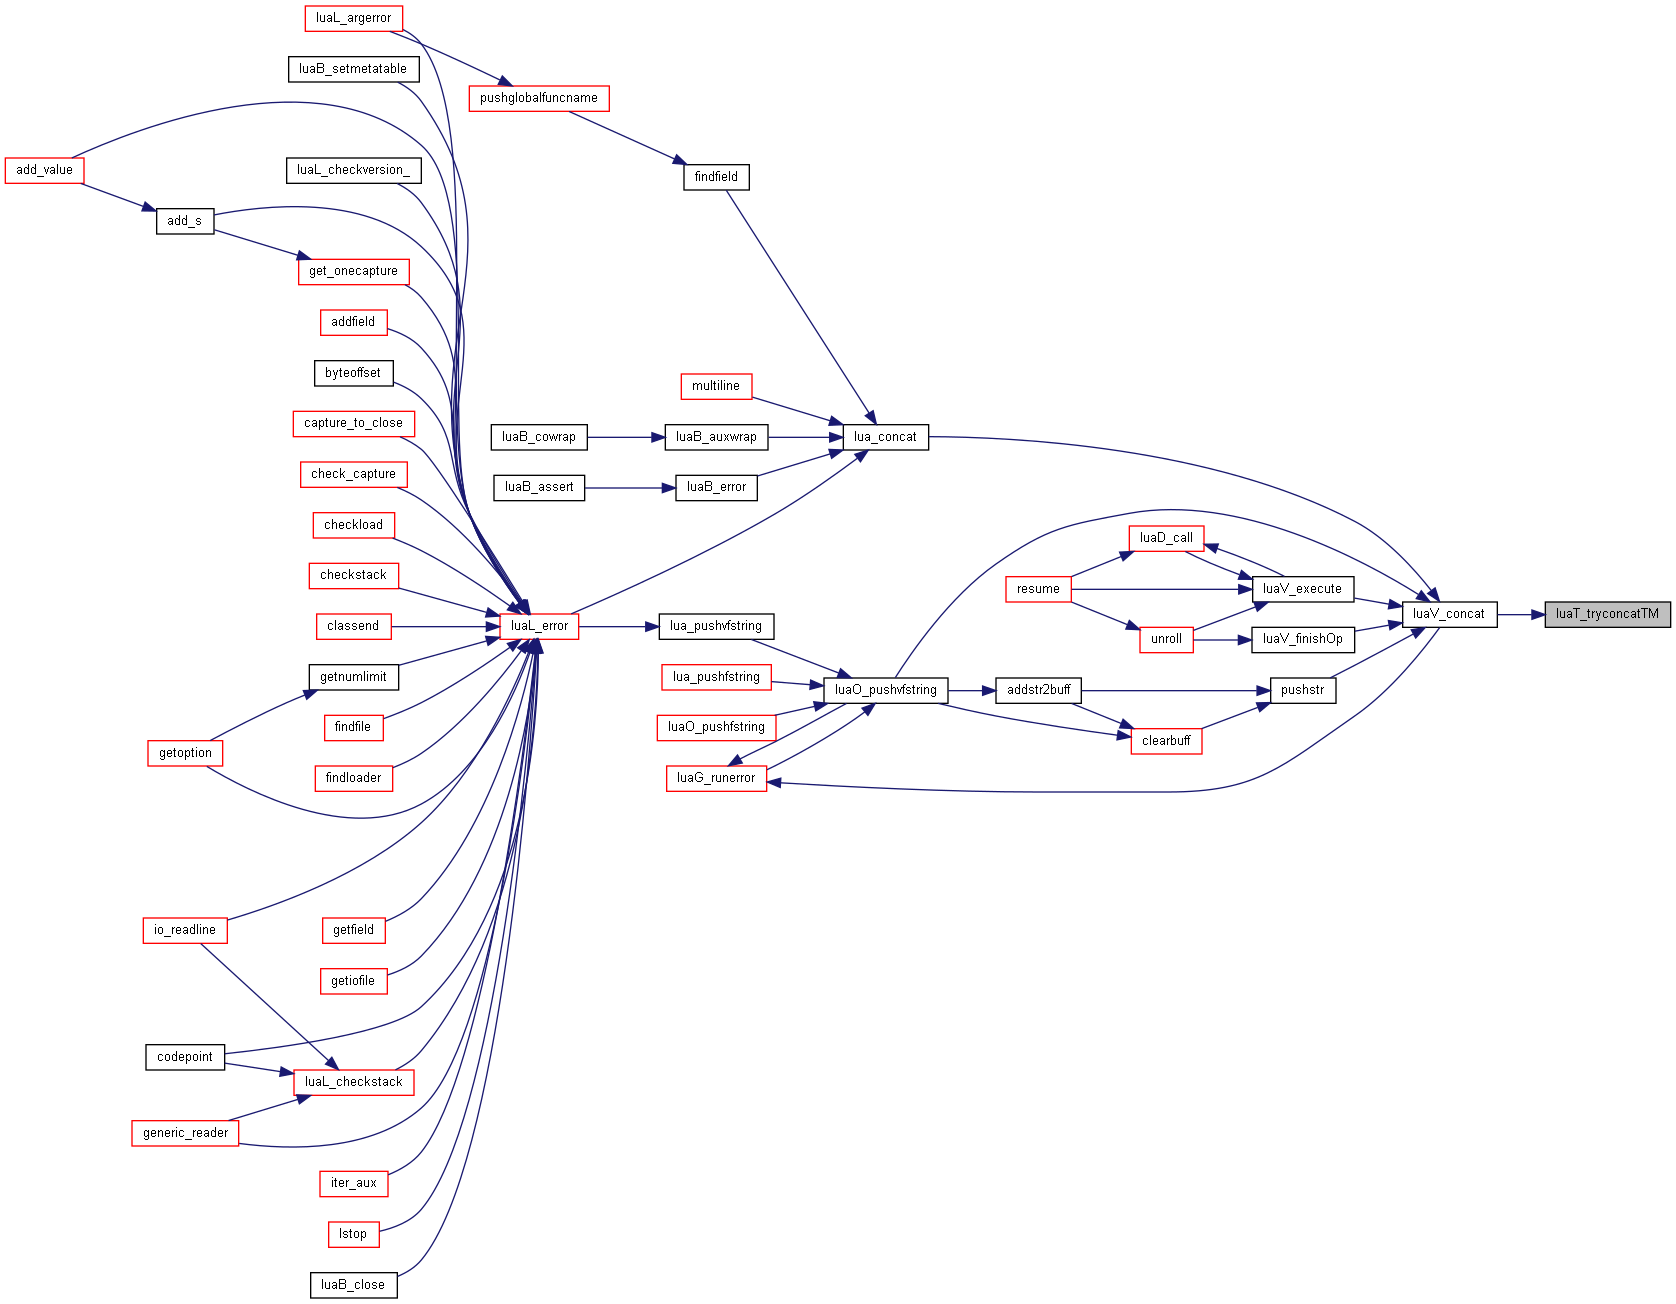 luaL_argerror
luaB_setmetatable
pushglobalfuncname
add_value
luaL_checkversion_
findfield
add_s
get_onecapture
addfield
byteoffset
multiline
capture_to_close
luaB_cowrap
luaB_auxwrap
lua_concat
check_capture
luaB_assert
luaB_error
checkload
luaD_call
checkstack
resume
luaV_execute
luaV_concat
luaT_tryconcatTM
classend
luaL_error
lua_pushvfstring
unroll
luaV_finishOp
getnumlimit
lua_pushfstring
luaO_pushvfstring
addstr2buff
pushstr
findfile
luaO_pushfstring
clearbuff
getoption
findloader
luaG_runerror
io_readline
getfield
getiofile
codepoint
luaL_checkstack
generic_reader
iter_aux
lstop
luaB_close